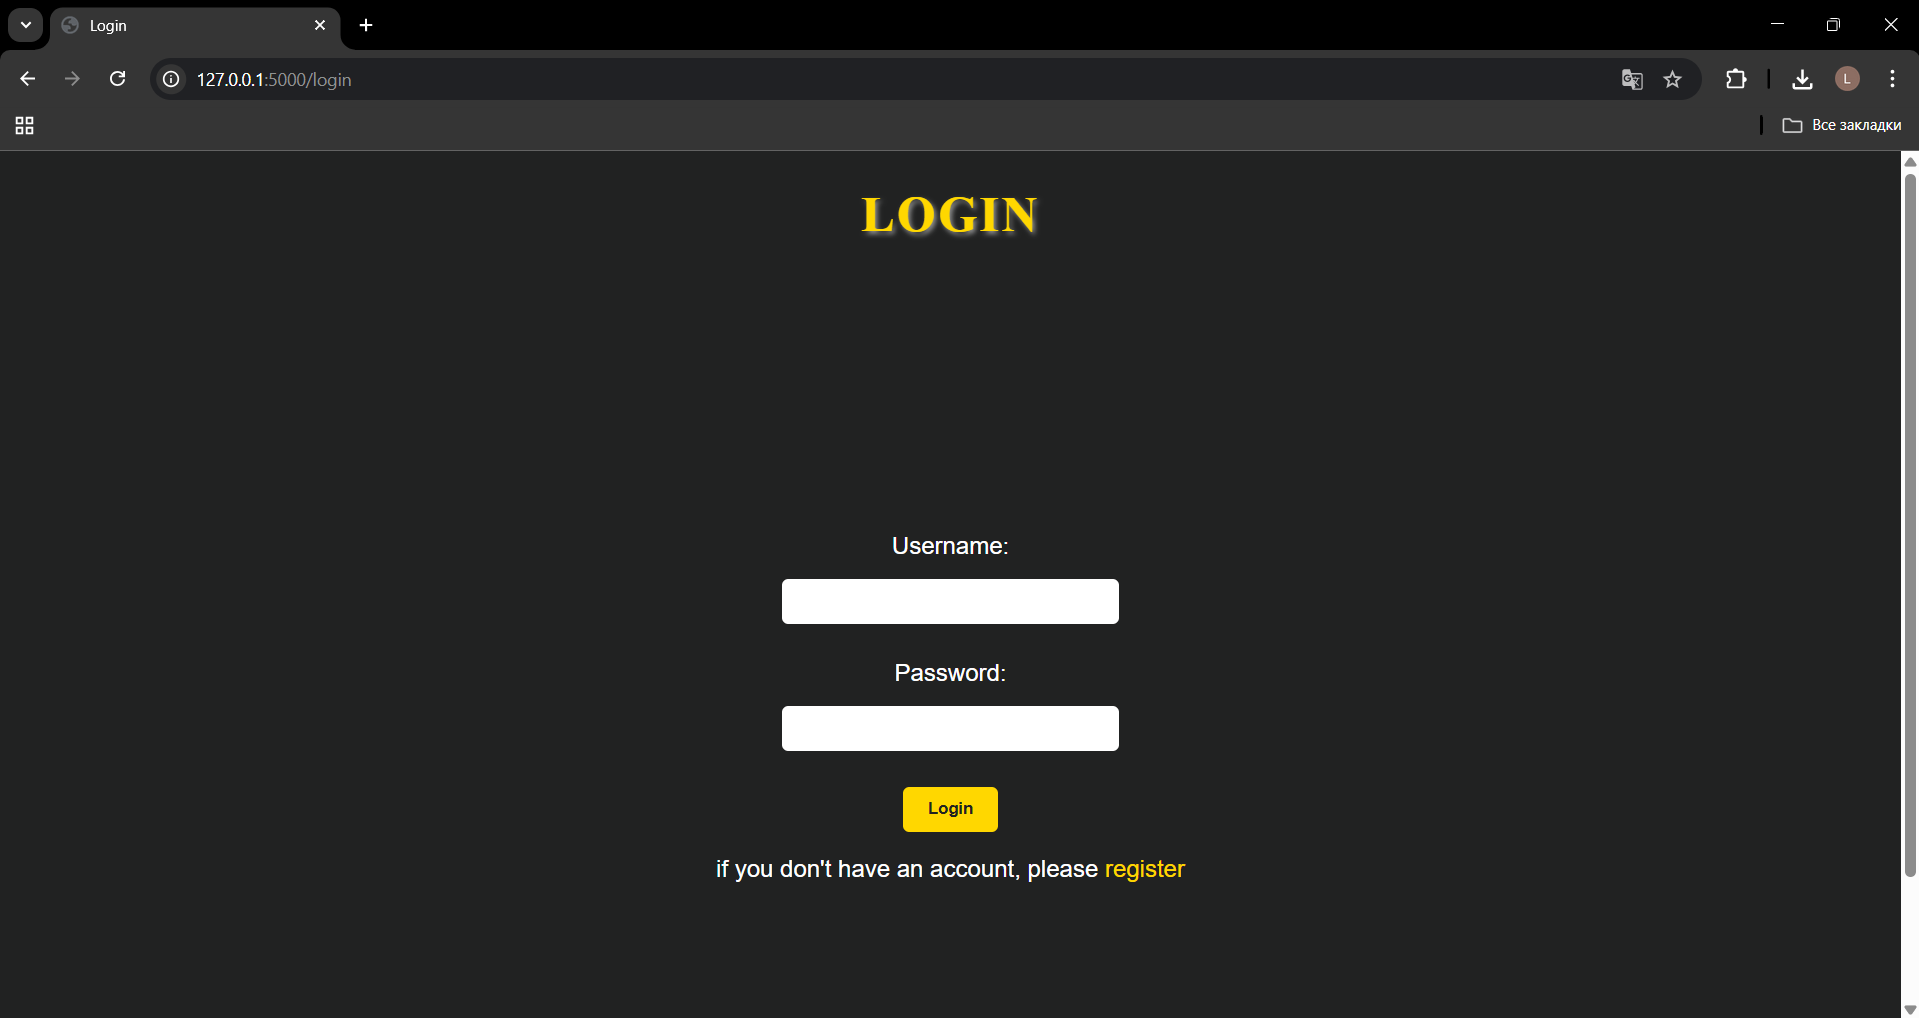 Login
127.0.0.1:5000/login
L
Все закладки
LOGIN
Username:
Password:
Login
if you don't have an account, please register